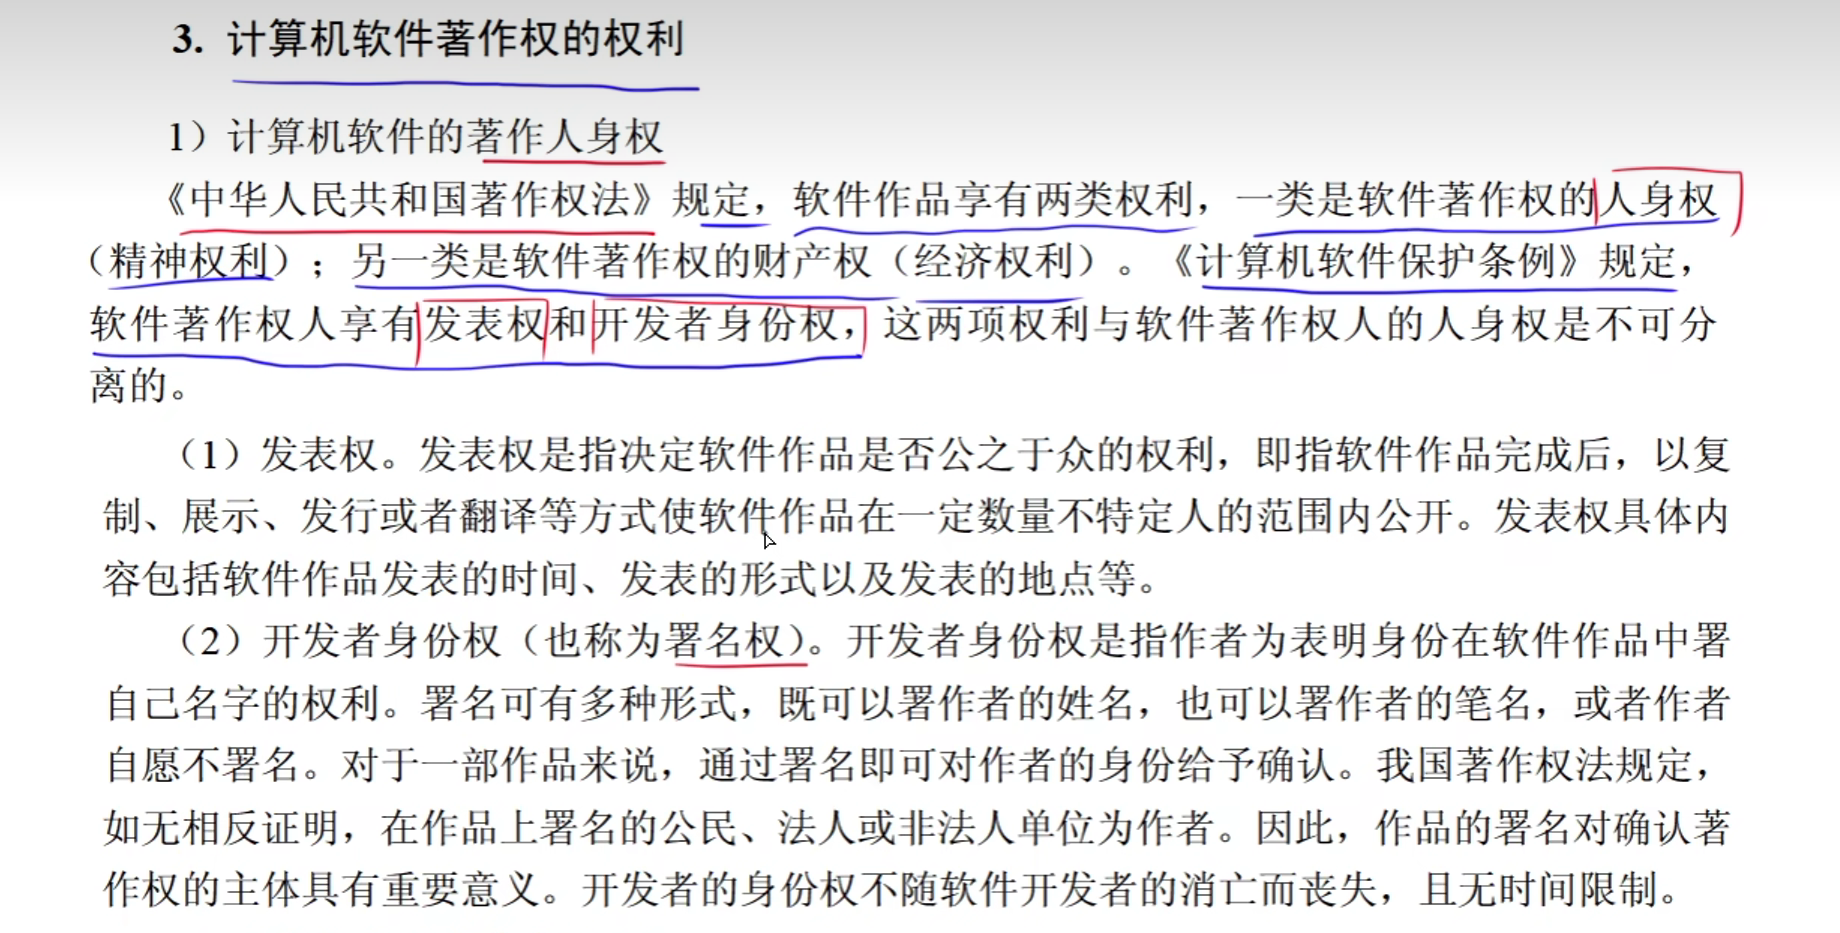 3. 计算机软件著作权的权利
1）计算机软件的著作人身权
《中华人民共和国著作权法》规定，软件作品享有两类权利，一类是软件著作权的人身权
（精神权利）；另一类是软件著作权的财产权（经济权利）。《计算机软件保护条例》规定，
软件著作权人享有发表权和开发者身份权，这两项权利与软件著作权人的人身权是不可分
离的。
（1）发表权。发表权是指决定软件作品是否公之于众的权利，即指软件作品完成后，以复
制、展示、发行或者翻译等方式使软件作品在一定数量不特定人的范围内公开。发表权具体内
容包括软件作品发表的时间、发表的形式以及发表的地点等。
（2）开发者身份权（也称为署名权）。开发者身份权是指作者为表明身份在软件作品中署
自己名字的权利。署名可有多种形式，既可以署作者的姓名，也可以署作者的笔名，或者作者
自愿不署名。对于一部作品来说，通过署名即可对作者的身份给予确认。我国著作权法规定，
如无相反证明，在作品上署名的公民、法人或非法人单位为作者。因此，作品的署名对确认著
作权的主体具有重要意义。开发者的身份权不随软件开发者的消亡而丧失，且无时间限制。